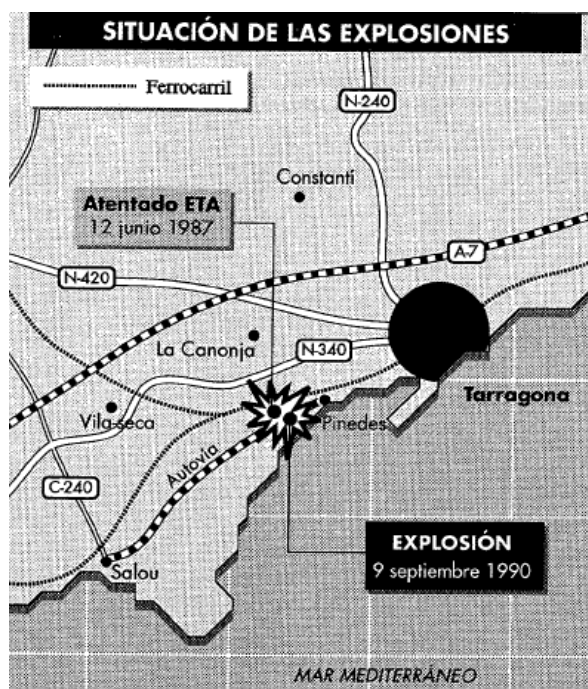 SITUACIÓN DE LAS EXPLOSIONES
Ferrocarril
N-240
Constantí
Atentado ETA
12 junio 1987
A-7
N-420
La Canonja
N-340
Tarragona
Vila-seca
Pinedes
Autovía
C-240
EXPLOSIÓN
9 septiembre 1990
Salou
MAR MEDITERRÁNEO